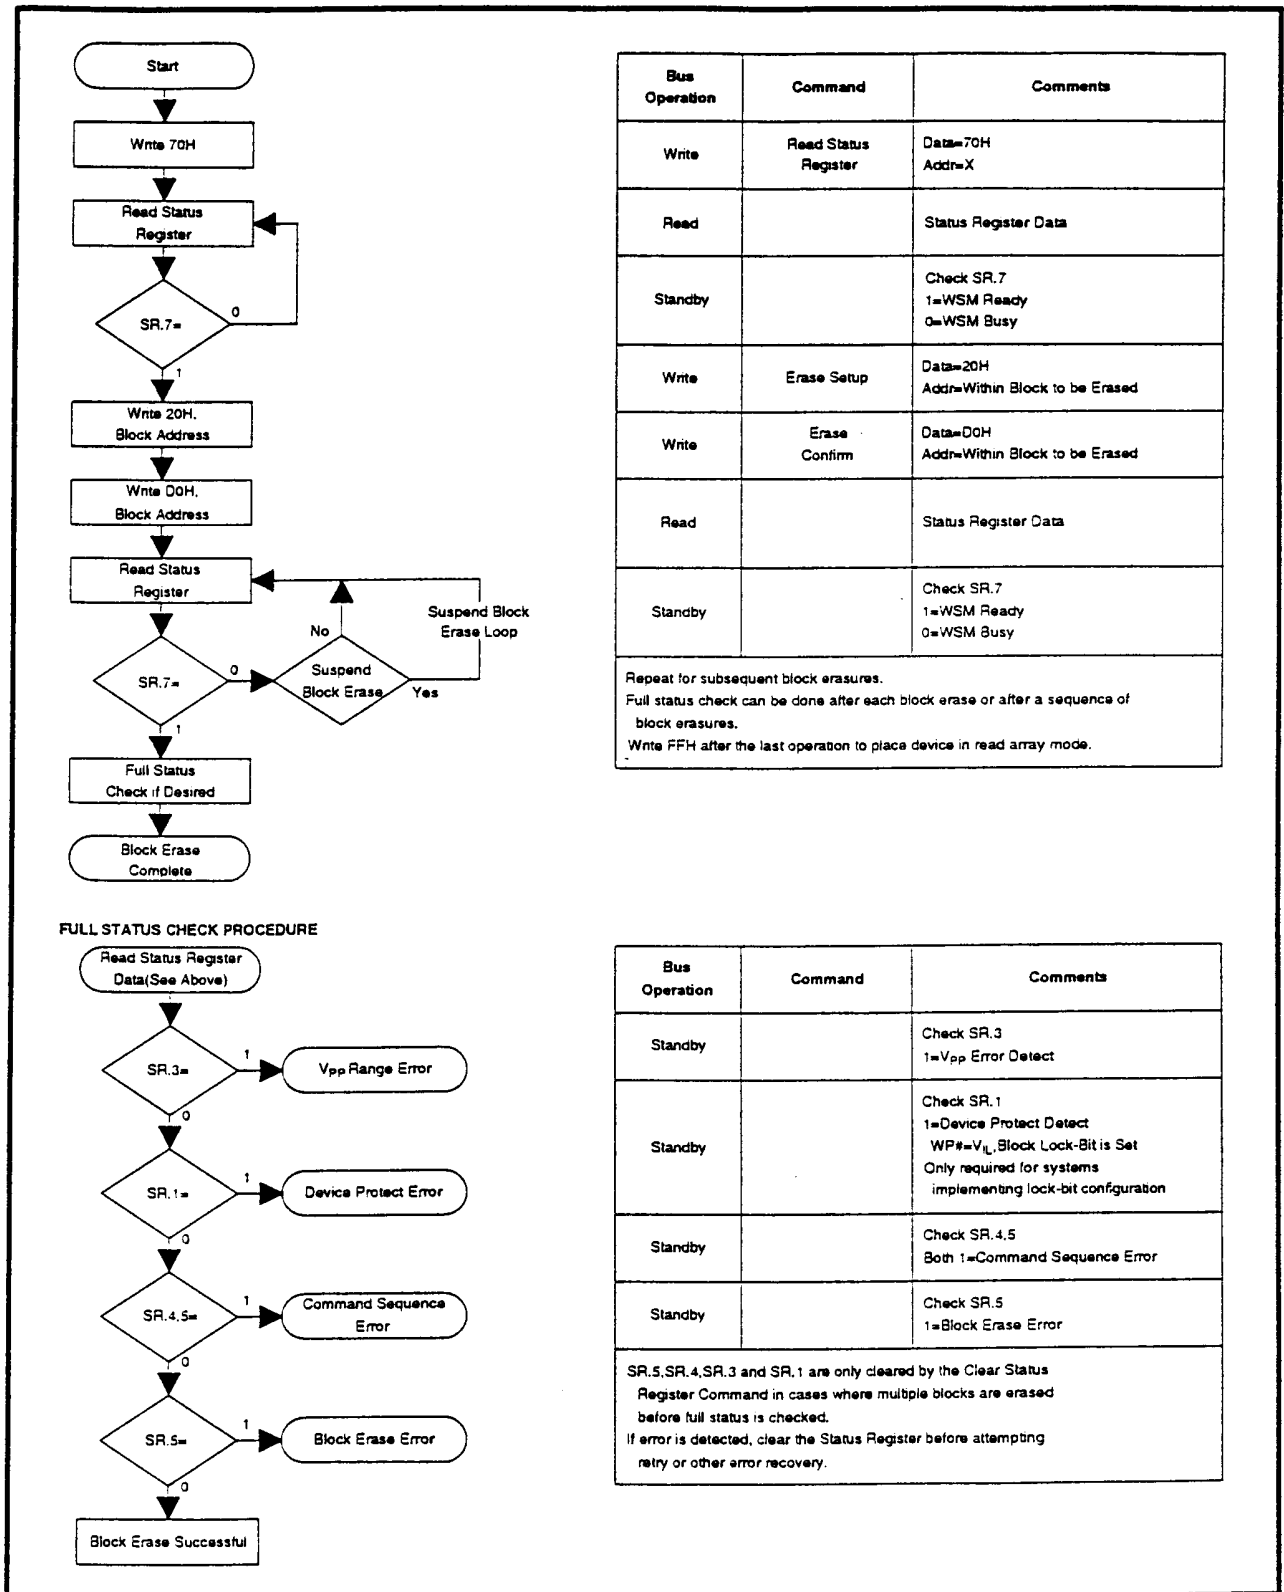 Start
Write 70H
Read Status
Register
SR.7=
0
1
Write 20H,
Block Address
Write D0H,
Block Address
Read Status
Register
SR.7=
0
1
Suspend
Block Erase
No
Yes
Suspend Block
Erase Loop
Full Status
Check if Desired
Block Erase
Complete
Bus
Operation
Command
Comments
Write
Read Status
Register
Data=70H
Addr=X
Read
Status Register Data
Standby
Check SR.7
1=WSM Ready
0=WSM Busy
Write
Erase Setup
Data=20H
Addr=Within Block to be Erased
Write
Erase
Confirm
Data=D0H
Addr=Within Block to be Erased
Read
Status Register Data
Standby
Check SR.7
1=WSM Ready
0=WSM Busy
Repeat for subsequent block erasures.
Full status check can be done after each block erase or after a sequence of
block erasures.
Write FFH after the last operation to place device in read array mode.
FULL STATUS CHECK PROCEDURE
Read Status Register
Data(See Above)
SR.3=
1
VPP Range Error
0
SR.1=
1
Device Protect Error
0
SR.4,5=
1
Command Sequence
Error
0
SR.5=
1
Block Erase Error
0
Block Erase Successful
Bus
Operation
Command
Comments
Standby
Check SR.3
1=VPP Error Detect
Standby
Check SR.1
1=Device Protect Detect
WP#=VIL,Block Lock-Bit is Set
Only required for systems
implementing lock-bit configuration
Standby
Check SR.4,5
Both 1=Command Sequence Error
Standby
Check SR.5
1=Block Erase Error
SR.5,SR.4,SR.3 and SR.1 are only cleared by the Clear Status
Register Command in cases where multiple blocks are erased
before full status is checked.
If error is detected, clear the Status Register before attempting
retry or other error recovery.